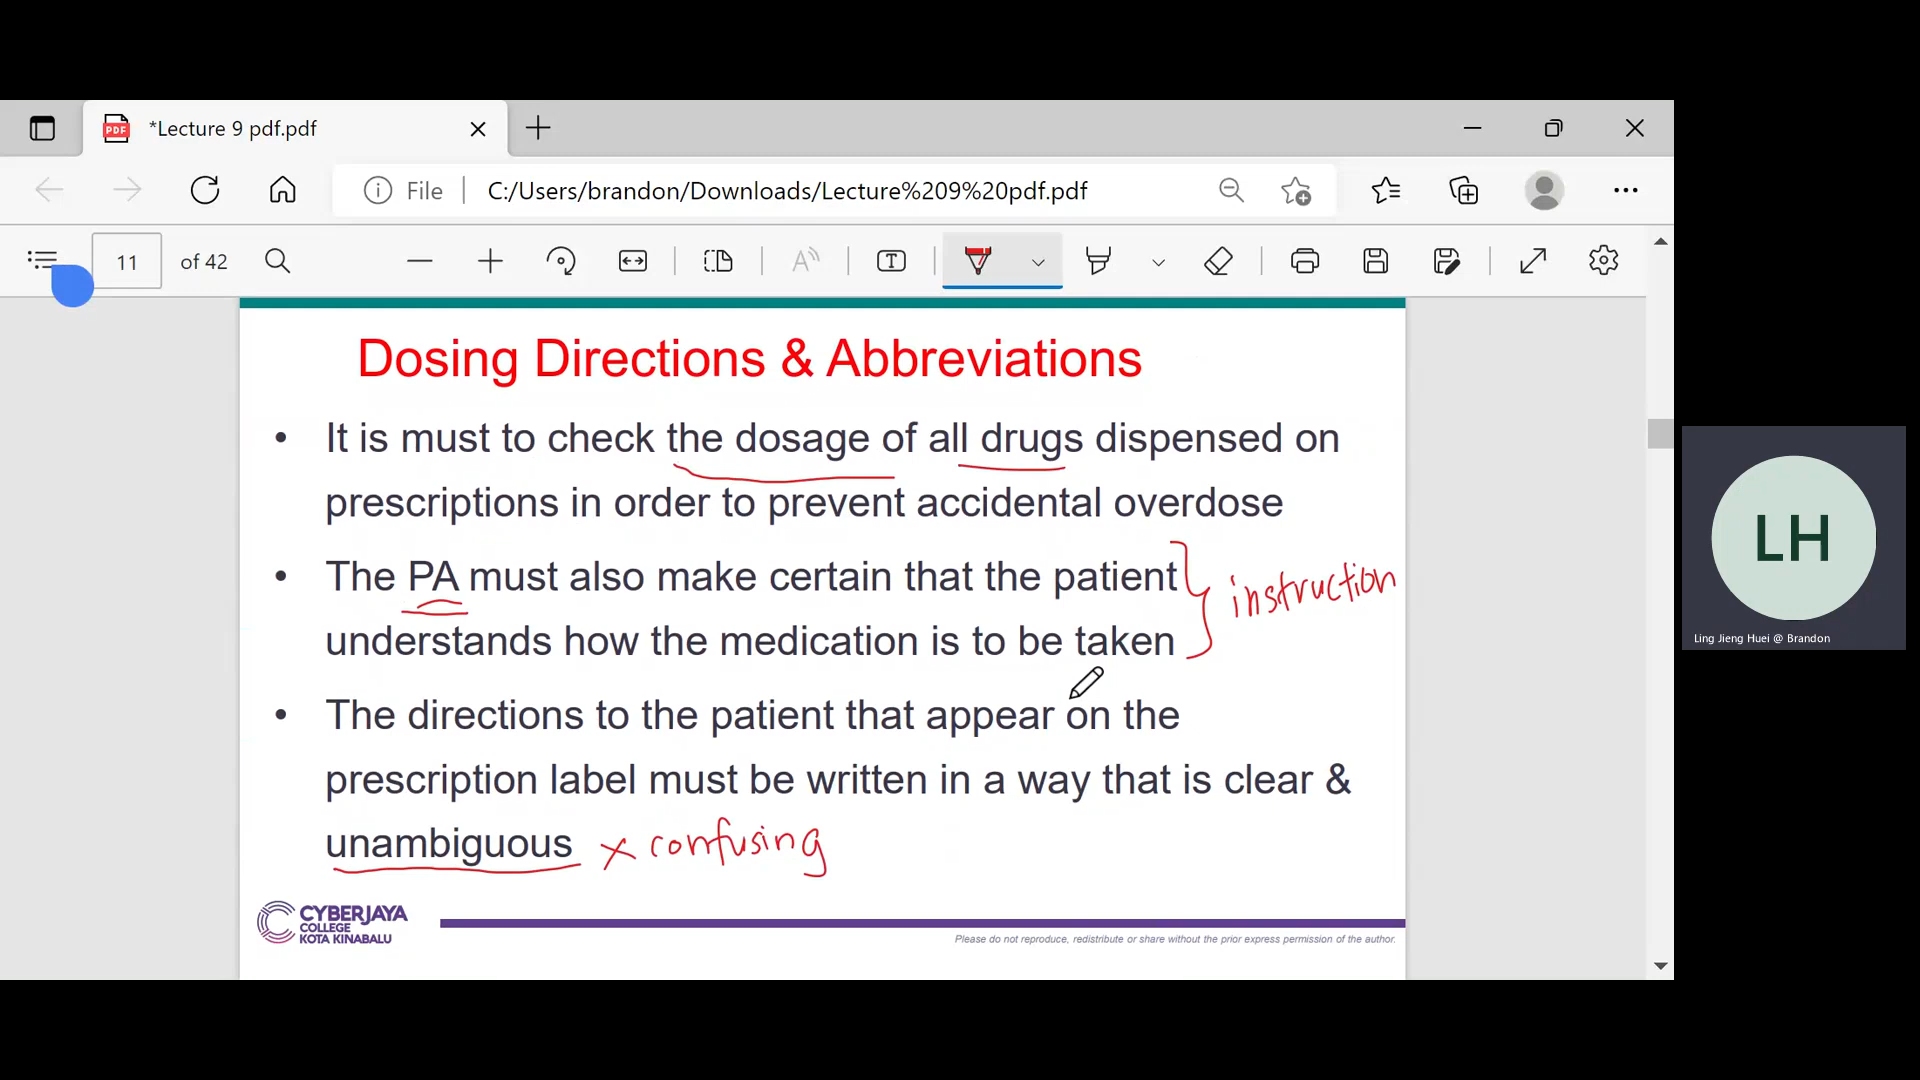 *Lecture 9 pdf.pdf
File | C:/Users/brandon/Downloads/Lecture%209%20pdf.pdf
11 of 42
Dosing Directions & Abbreviations
• It is must to check the dosage of all drugs dispensed on
prescriptions in order to prevent accidental overdose
• The PA must also make certain that the patient
understands how the medication is to be taken
instruction
• The directions to the patient that appear on the
prescription label must be written in a way that is clear &
unambiguous x confusing
CYBERJAYA
COLLEGE
KOTA KINABALU
Please do not reproduce, redistribute or share without the prior express permission of the author.
LH
Ling Jieng Huei @ Brandon